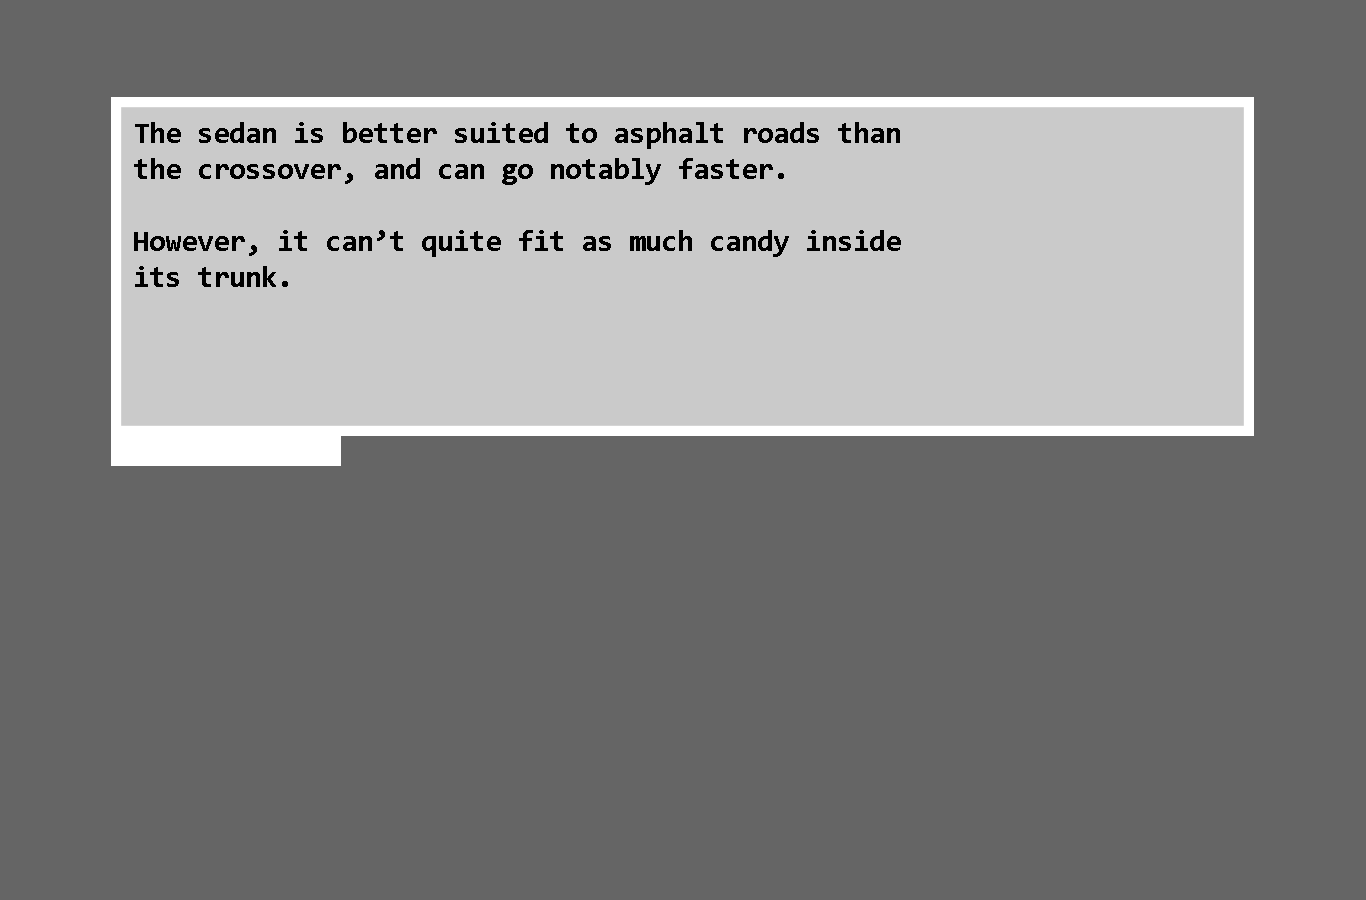 The sedan is better suited to asphalt roads than
the crossover, and can go notably faster.
However, it can’t quite fit as much candy inside
its trunk.